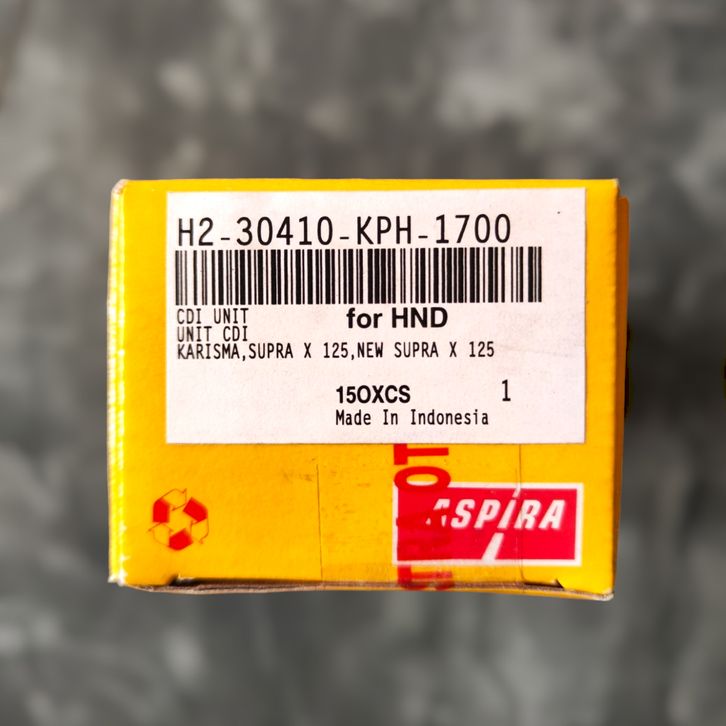 H2-30410-KPH-1700
CDI UNIT
for HND
UNIT CDI
KARISMA,SUPRA X 125,NEW SUPRA X 125
150XCS
1
Made In Indonesia
ASPIRA